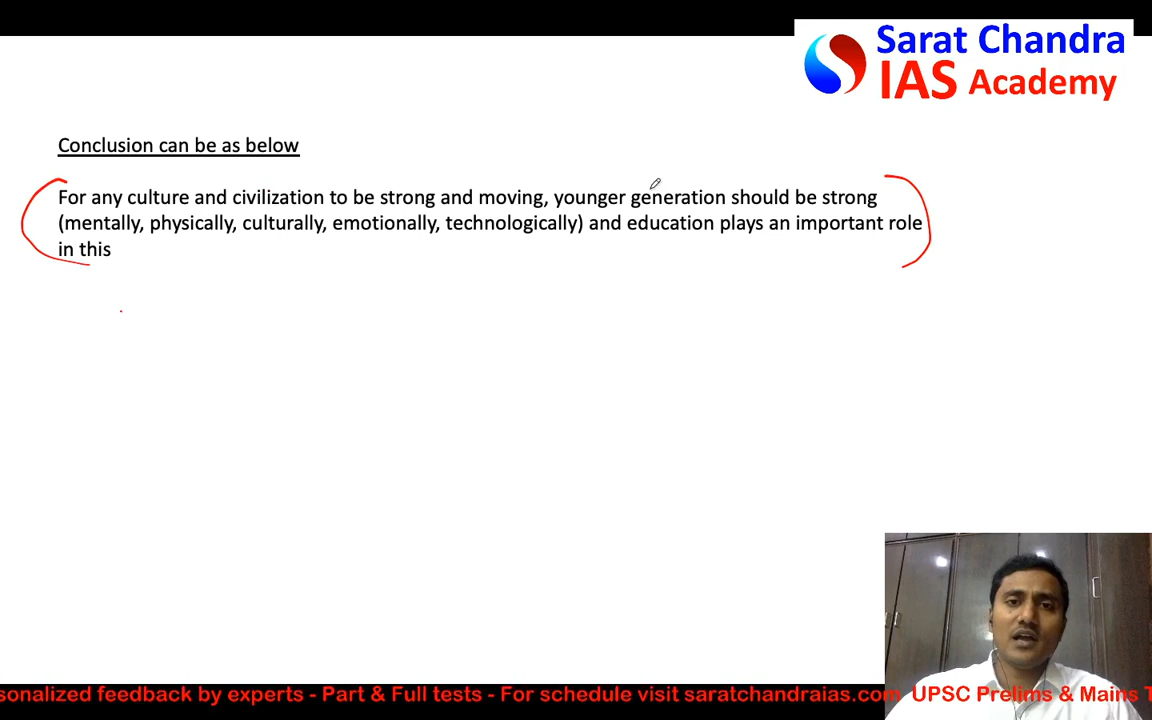 Sarat Chandra
IAS Academy
Conclusion can be as below
For any culture and civilization to be strong and moving, younger generation should be strong
(mentally, physically, culturally, emotionally, technologically) and education plays an important role
in this
sonalized feedback by experts - Part & Full tests - For schedule visit saratchandraias.com UPSC Prelims & Mains T